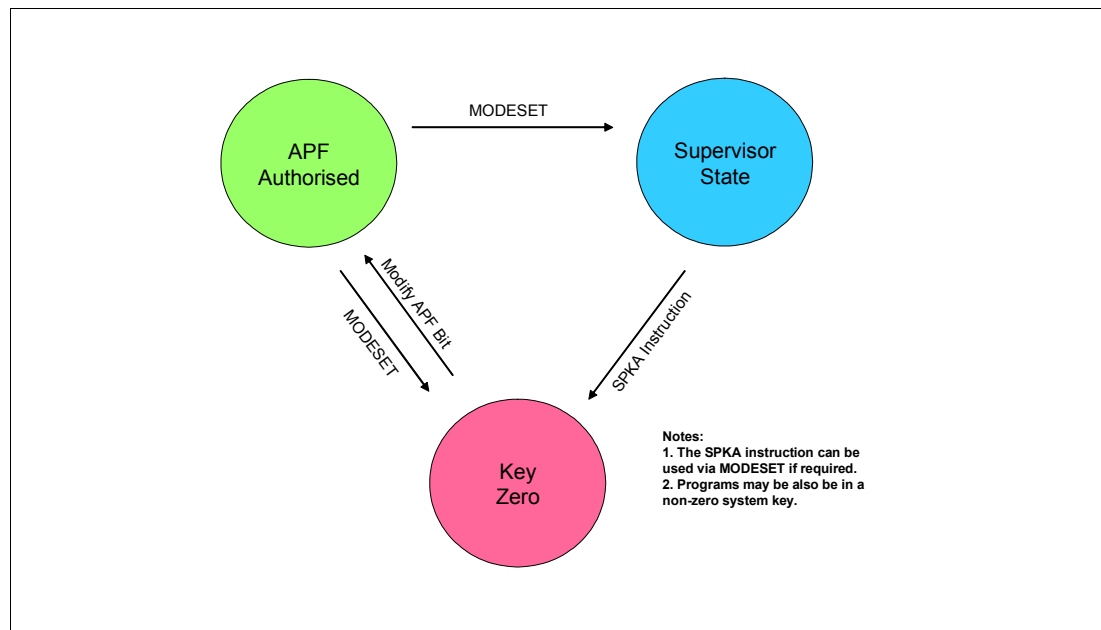 MODESET
APF
Authorised
Supervisor
State
Modify APF Bit
MODESET
SPKA Instruction
Key
Zero
Notes:
1. The SPKA instruction can be
used via MODESET if required.
2. Programs may be also be in a
non-zero system key.